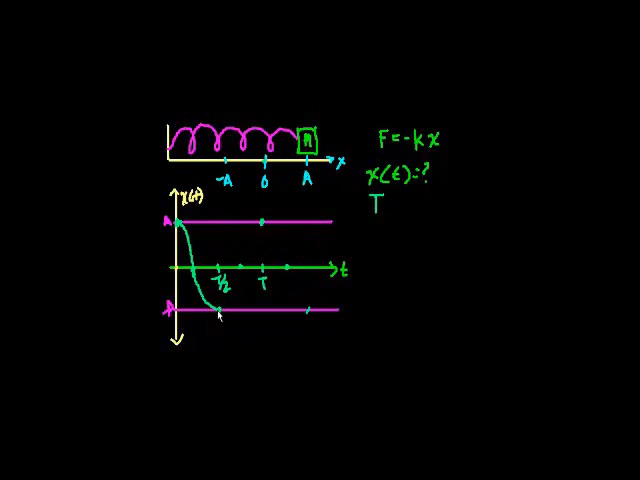 m
F = -kx
x
-A 0 A
x(t)=?
x(t)
T
A
t
T/2 T
-A